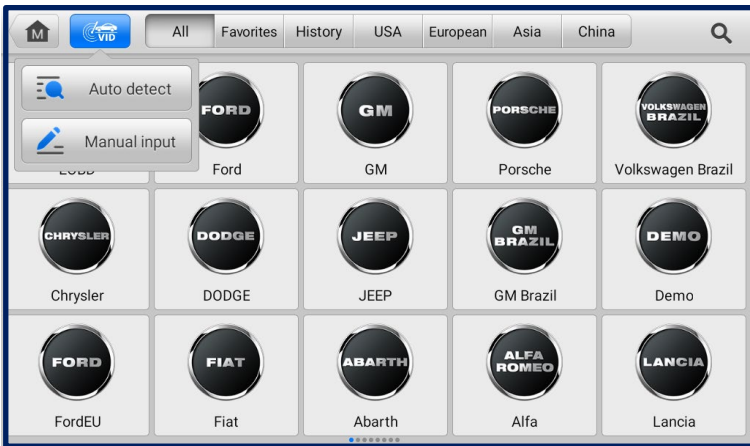 M
VID
All
Favorites
History
USA
European
Asia
China
Auto detect
Manual input
FORD
GM
PORSCHE
VOLKSWAGEN
BRAZIL
EOBD
Ford
GM
Porsche
Volkswagen Brazil
CHRYSLER
DODGE
JEEP
GM
BRAZIL
DEMO
Chrysler
DODGE
JEEP
GM Brazil
Demo
FORD
FIAT
ABARTH
ALFA
ROMEO
LANCIA
FordEU
Fiat
Abarth
Alfa
Lancia